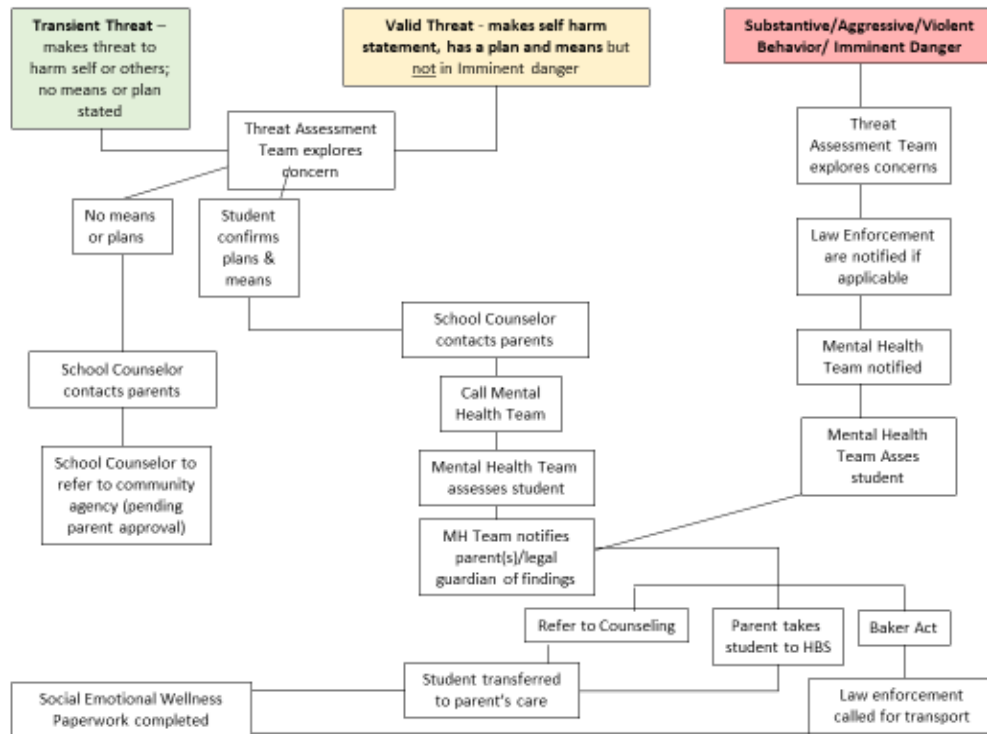 Transient Threat –
makes threat to
harm self or others;
no means or plan
stated
Valid Threat - makes self harm
statement, has a plan and means but
not in Imminent danger
Substantive/Aggressive/Violent
Behavior/ Imminent Danger
Threat Assessment
Team explores
concern
Threat
Assessment Team
explores concerns
No means
or plans
Student
confirms
plans &
means
Law Enforcement
are notified if
applicable
School Counselor
contacts parents
School Counselor
contacts parents
Mental Health
Team notified
Call Mental
Health Team
School Counselor to
refer to community
agency (pending
parent approval)
Mental Health Team
assesses student
Mental Health
Team Asses
student
MH Team notifies
parent(s)/legal
guardian of findings
Refer to Counseling
Parent takes
student to HBS
Baker Act
Student transferred
to parent's care
Social Emotional Wellness
Paperwork completed
Law enforcement
called for transport